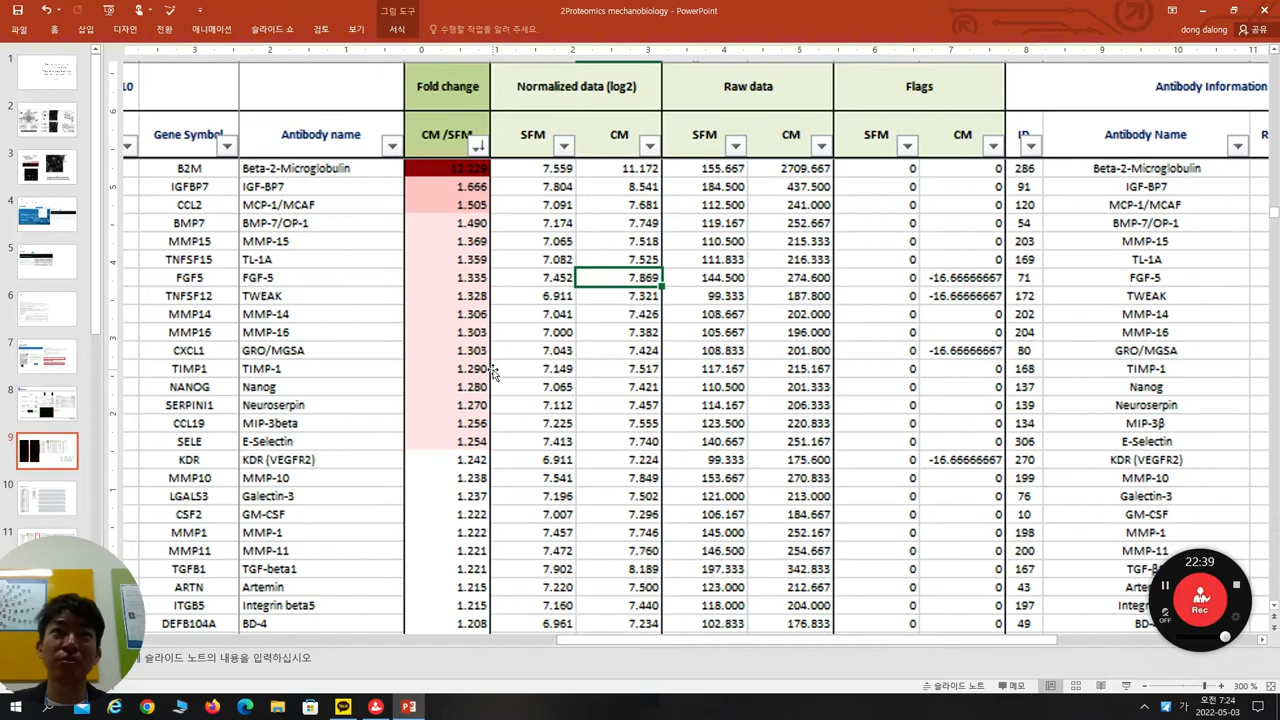 그림 도구
2Proteomics mechanobiology - PowerPoint
파일 홈 삽입 디자인 전환 애니메이션 슬라이드 쇼 검토 보기 서식 수행할 작업을 알려 주세요. dong dalong 공유
3 0 1 2 3 4 5 6 7 8 9 10 11
10 Fold change Normalized data (log2) Raw data Flags Antibody Information
Gene Symbol Antibody name CM /SFM SFM CM SFM CM SFM CM ID Antibody Name
B2M Beta-2-Microglobulin 12.229 7.559 11.172 155.667 2709.667 0 0 286 Beta-2-Microglobulin
IGFBP7 IGF-BP7 1.666 7.804 8.541 184.500 437.500 0 0 91 IGF-BP7
CCL2 MCP-1/MCAF 1.505 7.091 7.681 112.500 241.000 0 0 120 MCP-1/MCAF
BMP7 BMP-7/OP-1 1.490 7.174 7.749 119.167 252.667 0 0 54 BMP-7/OP-1
MMP15 MMP-15 1.369 7.065 7.518 110.500 215.333 0 0 203 MMP-15
TNFSF15 TL-1A 1.359 7.082 7.525 111.833 216.333 0 0 169 TL-1A
FGF5 FGF-5 1.335 7.452 7.869 144.500 274.600 0 -16.66666667 71 FGF-5
TNFSF12 TWEAK 1.328 6.911 7.321 99.333 187.800 0 -16.66666667 172 TWEAK
MMP14 MMP-14 1.306 7.041 7.426 108.667 202.000 0 0 202 MMP-14
MMP16 MMP-16 1.303 7.000 7.382 105.667 196.000 0 0 204 MMP-16
CXCL1 GRO/MGSA 1.303 7.043 7.424 108.833 201.800 0 -16.66666667 80 GRO/MGSA
TIMP1 TIMP-1 1.290 7.149 7.517 117.167 215.167 0 0 168 TIMP-1
NANOG Nanog 1.280 7.065 7.421 110.500 201.333 0 0 137 Nanog
SERPINI1 Neuroserpin 1.270 7.112 7.457 114.167 206.333 0 0 139 Neuroserpin
CCL19 MIP-3beta 1.256 7.225 7.555 123.500 220.833 0 0 134 MIP-3β
SELE E-Selectin 1.254 7.413 7.740 140.667 251.167 0 0 306 E-Selectin
KDR KDR (VEGFR2) 1.242 6.911 7.224 99.333 175.600 0 -16.66666667 270 KDR (VEGFR2)
MMP10 MMP-10 1.238 7.541 7.849 153.667 270.833 0 0 199 MMP-10
LGALS3 Galectin-3 1.237 7.196 7.502 121.000 213.000 0 0 76 Galectin-3
CSF2 GM-CSF 1.222 7.007 7.296 106.167 184.667 0 0 10 GM-CSF
MMP1 MMP-1 1.222 7.457 7.746 145.000 252.167 0 0 198 MMP-1
MMP11 MMP-11 1.221 7.472 7.760 146.500 254.667 0 0 200 MMP-11
TGFB1 TGF-beta1 1.221 7.902 8.189 197.333 342.833 0 0 167 TGF-β
ARTN Artemin 1.215 7.220 7.500 123.000 212.667 0 0 43 Arte
ITGB5 Integrin beta5 1.215 7.160 7.440 118.000 204.000 0 0 197 Integ
DEFB104A BD-4 1.208 6.961 7.234 102.833 176.833 0 0 49 BD-
1
2
3
4
5
6
7
8
9
10
11
22:39
Rec
OFF
슬라이드 노트의 내용을 입력하십시오
슬라이드 노트 메모 300 %
가 오전 7:24
2022-05-03